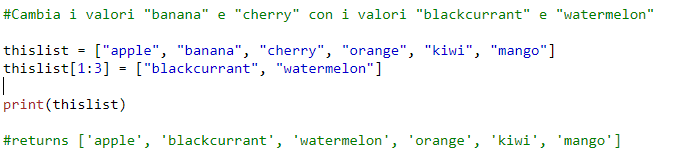 #Cambia i valori "banana" e "cherry" con i valori "blackcurrant" e "watermelon"
thislist = ["apple", "banana", "cherry", "orange", "kiwi", "mango"]
thislist[1:3] = ["blackcurrant", "watermelon"]
print(thislist)
#returns ['apple', 'blackcurrant', 'watermelon', 'orange', 'kiwi', 'mango']